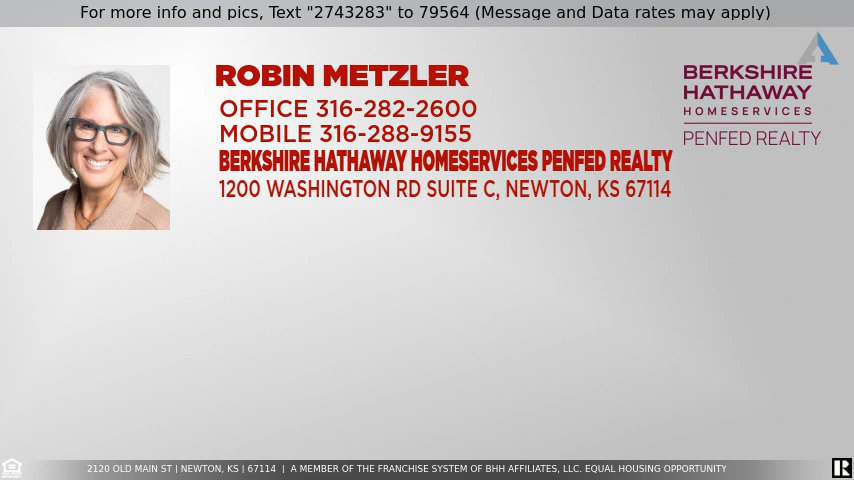 For more info and pics, Text "2743283" to 79564 (Message and Data rates may apply)
ROBIN METZLER
OFFICE 316-282-2600
MOBILE 316-288-9155
BERKSHIRE HATHAWAY HOMESERVICES PENFED REALTY
1200 WASHINGTON RD SUITE C, NEWTON, KS 67114
BERKSHIRE
HATHAWAY
HOMESERVICES
PENFED REALTY
2120 OLD MAIN ST | NEWTON, KS | 67114 | A MEMBER OF THE FRANCHISE SYSTEM OF BHH AFFILIATES, LLC. EQUAL HOUSING OPPORTUNITY